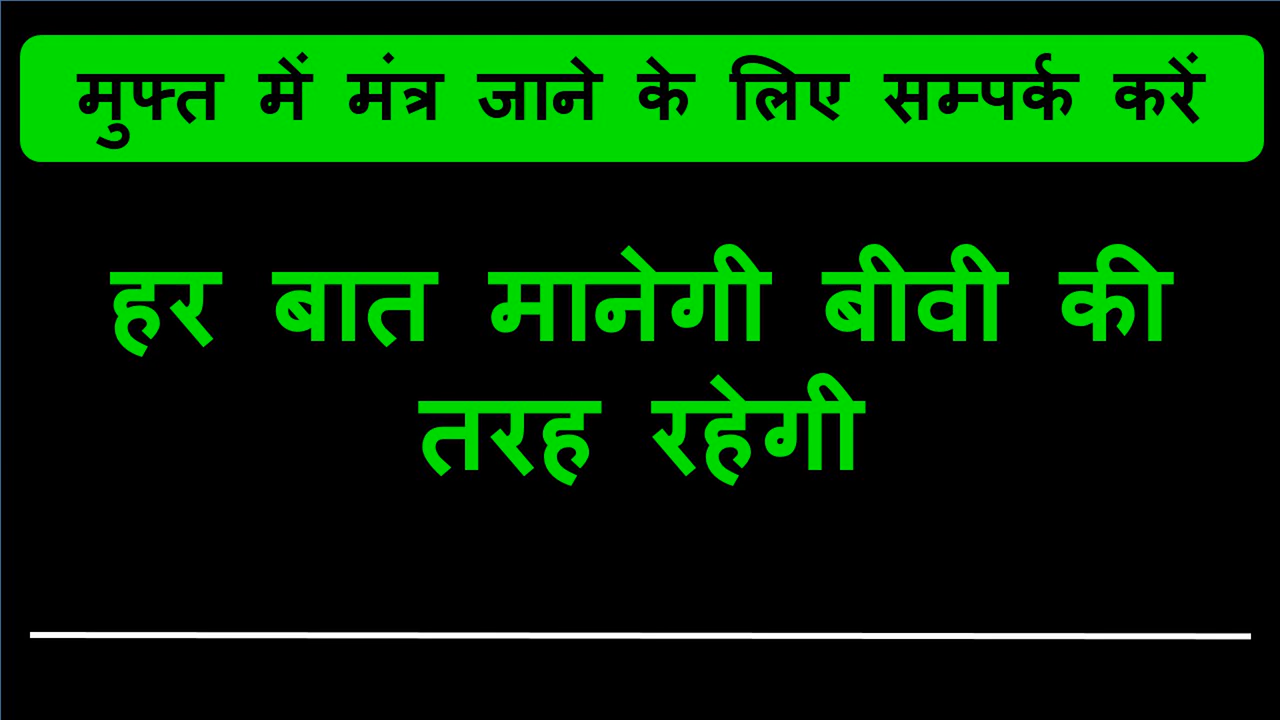 मुफ्त में मंत्र जाने के लिए सम्पर्क करें
हर बात मानेगी बीवी की
तरह रहेगी